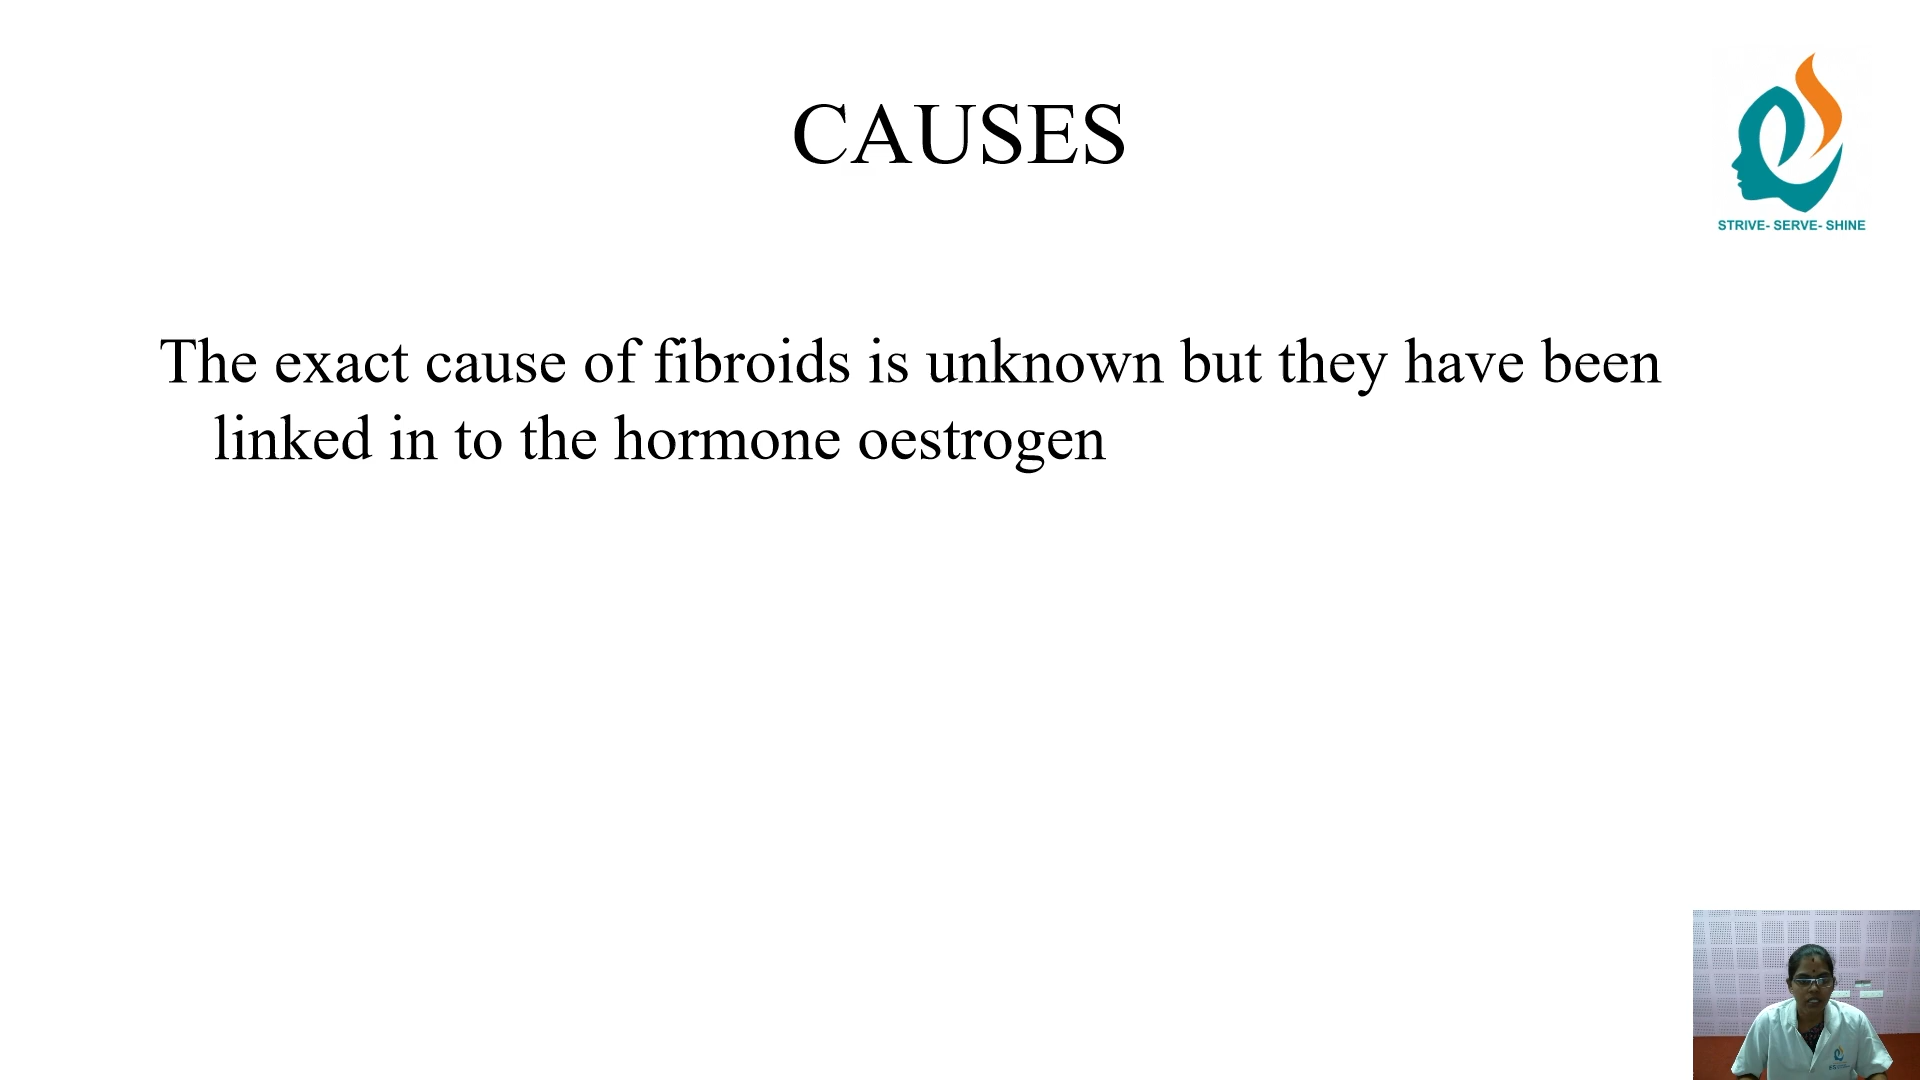 CAUSES
STRIVE- SERVE- SHINE
The exact cause of fibroids is unknown but they have been
linked in to the hormone oestrogen